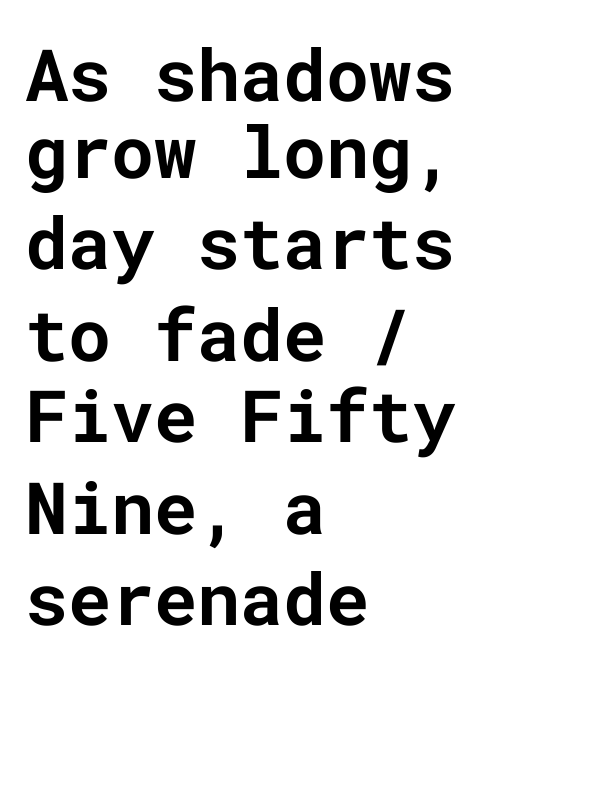 As shadows
grow long,
day starts
to fade /
Five Fifty
Nine, a
serenade